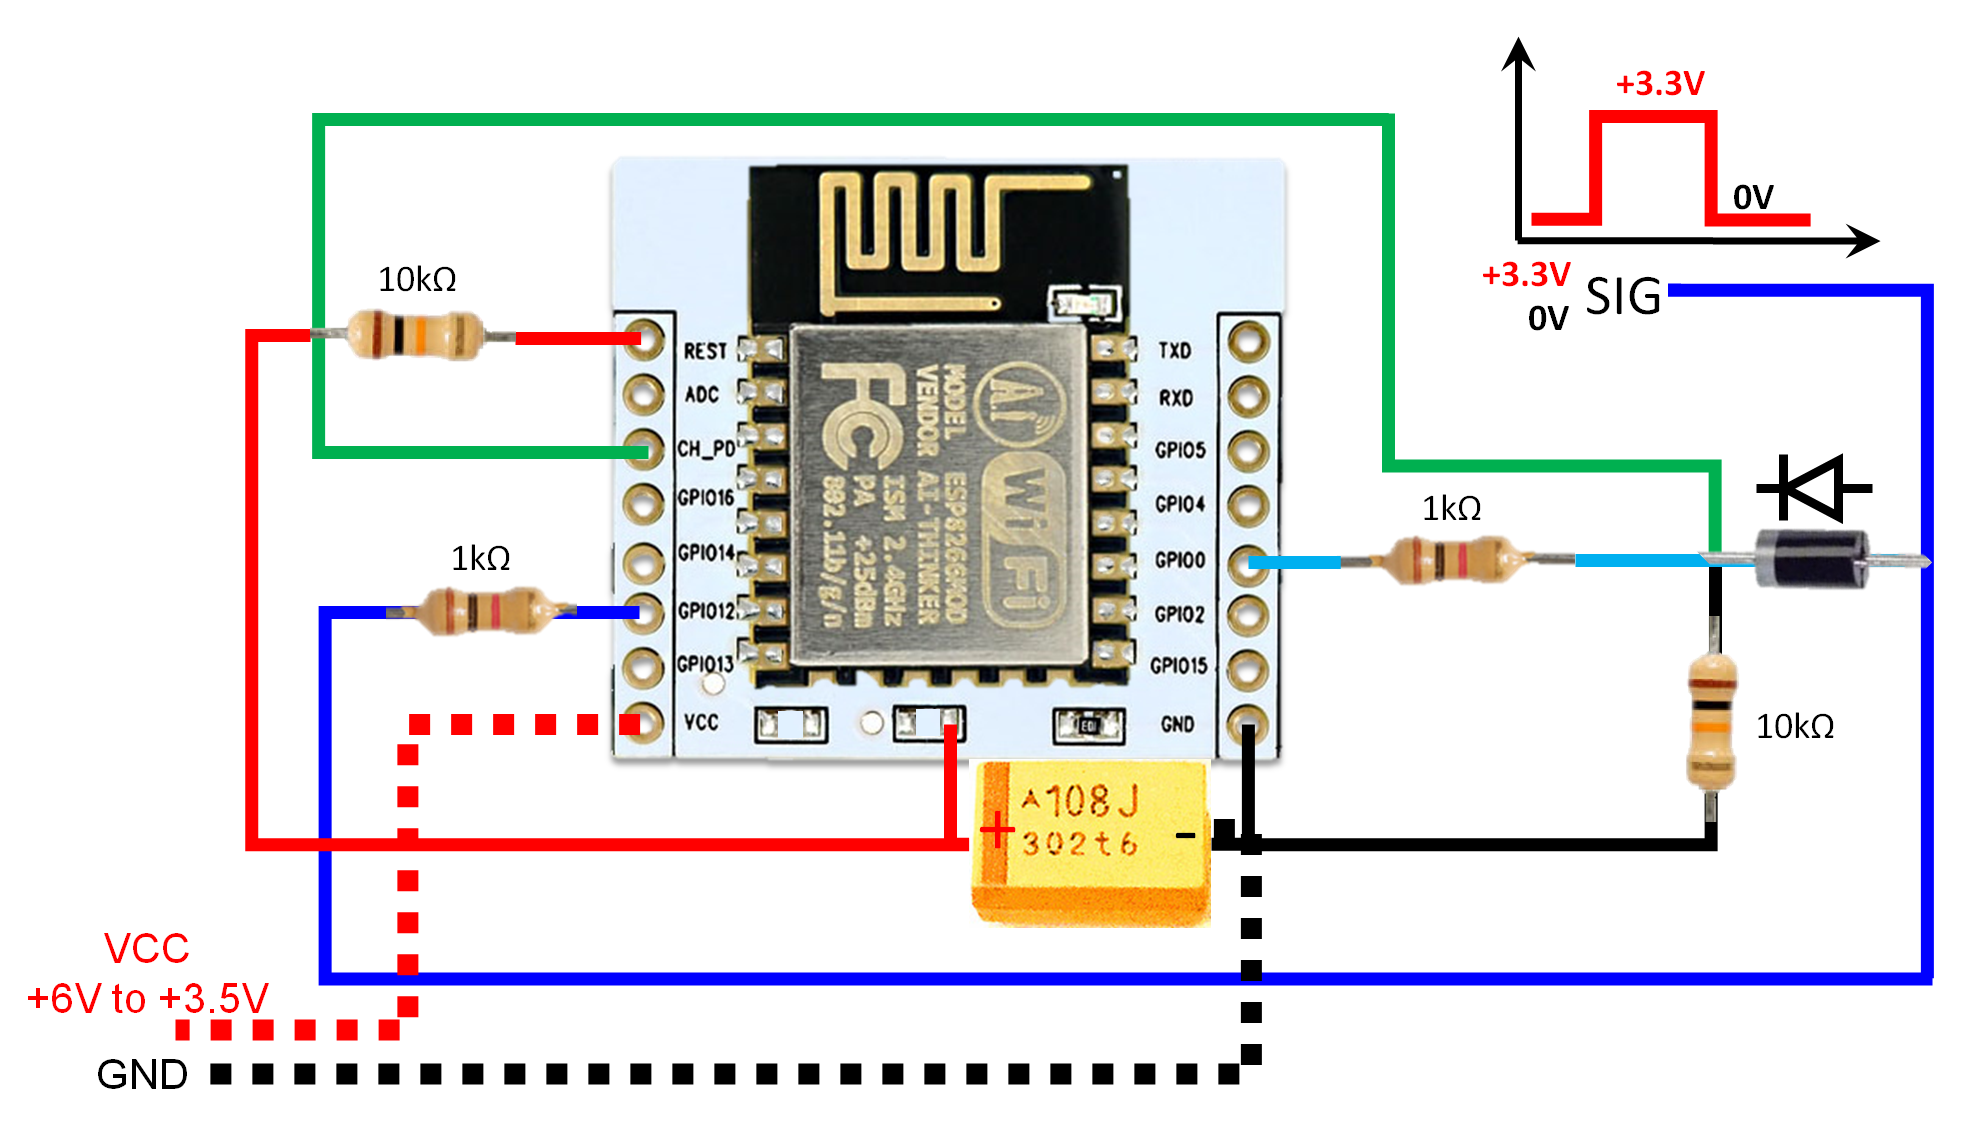 +3.3V
0V
+3.3V
0V
SIG
10kΩ
1kΩ
REST
ADC
CH_PD
GPIO16
GPIO14
GPIO12
GPIO13
VCC
TXD
RXD
GPIO5
GPIO4
GPIO0
GPIO2
GPIO15
GND
MODEL ESP8266MOD
VENDOR AI-THINKER
ISM 2.4GHz
PA +25dBm
802.11b/g/n
FC
Ai
WiFi
1kΩ
10kΩ
108J
302t6
+
-
VCC
+6V to +3.5V
GND